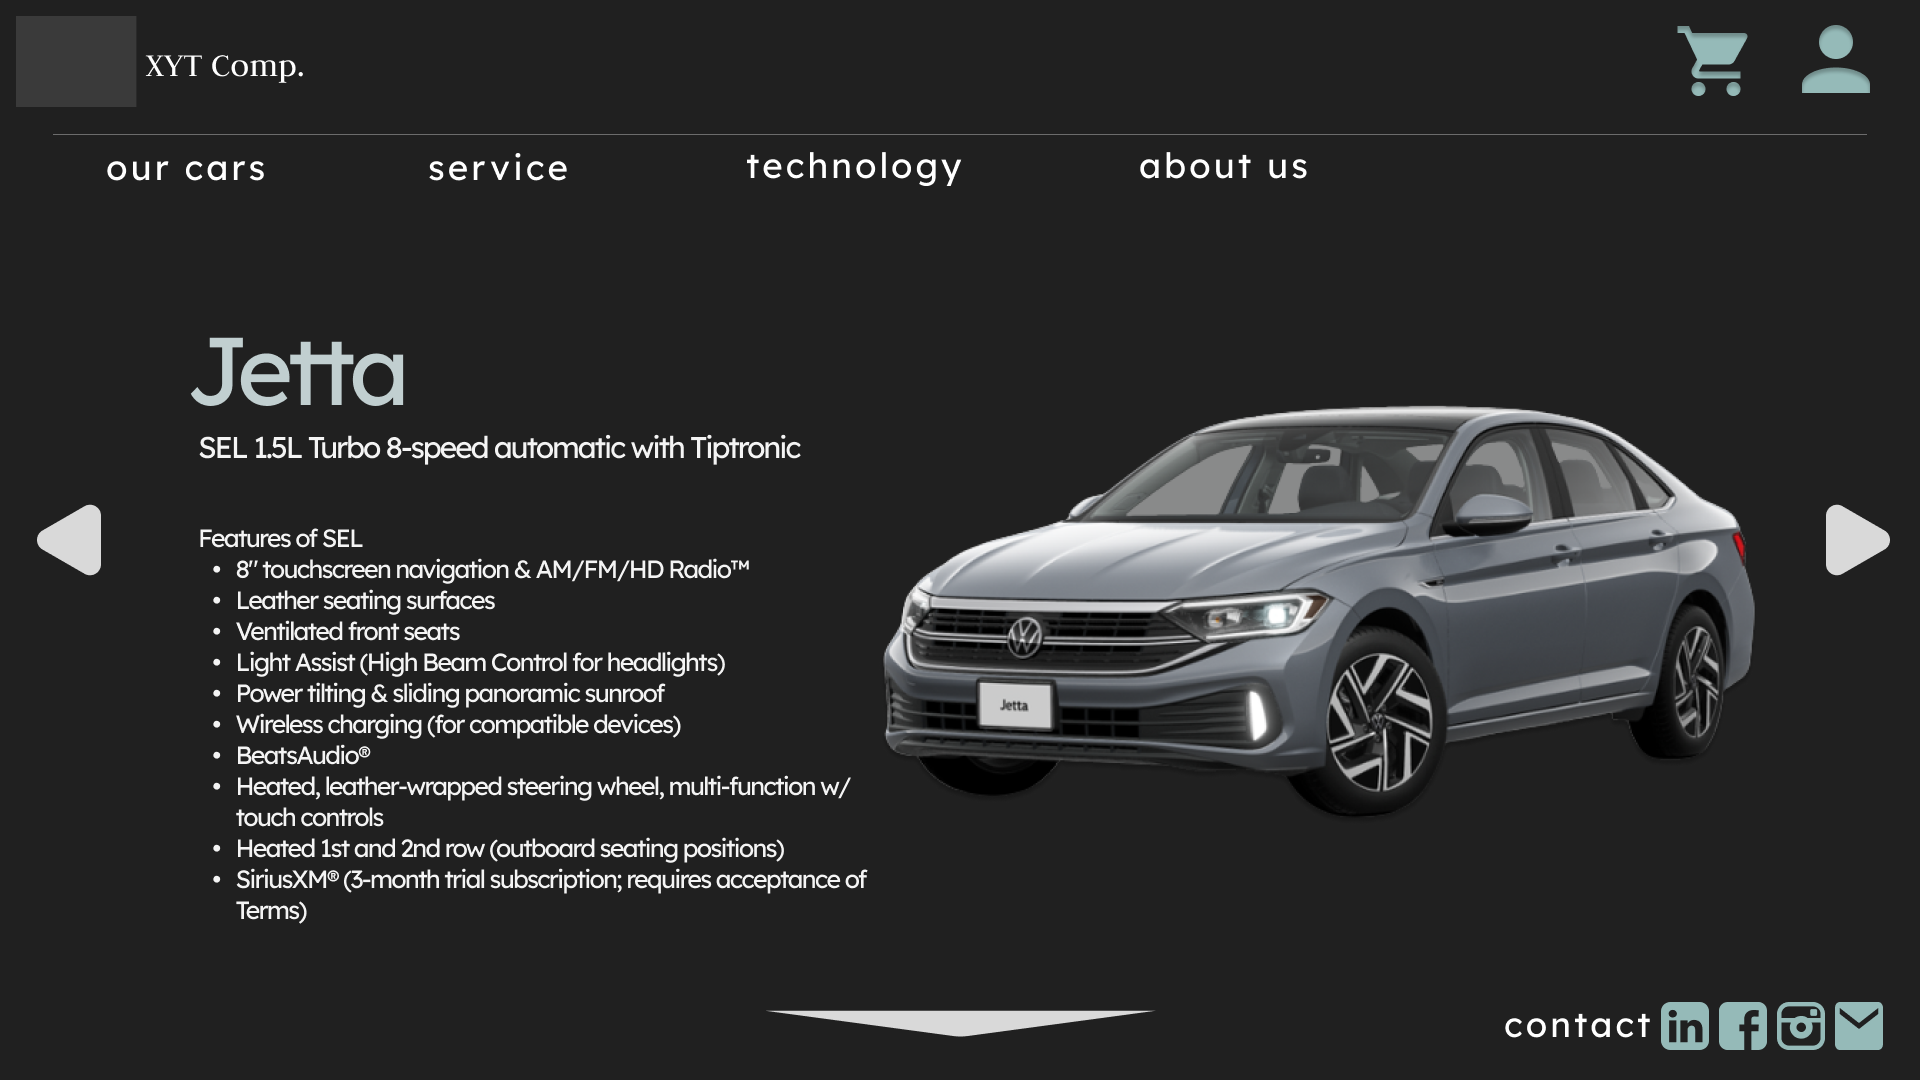 XYT Comp.
our cars
service
technology
about us
Jetta
SEL 1.5L Turbo 8-speed automatic with Tiptronic
Features of SEL
• 8" touchscreen navigation & AM/FM/HD Radio™
• Leather seating surfaces
• Ventilated front seats
• Light Assist (High Beam Control for headlights)
• Power tilting & sliding panoramic sunroof
• Wireless charging (for compatible devices)
• BeatsAudio®
• Heated, leather-wrapped steering wheel, multi-function w/
touch controls
• Heated 1st and 2nd row (outboard seating positions)
• SiriusXM® (3-month trial subscription; requires acceptance of
Terms)
Jetta
contact